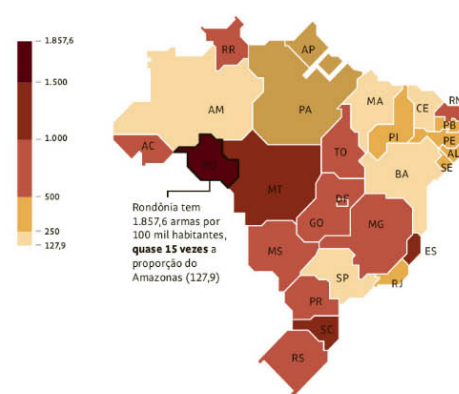 1.857,6
1.500
1.000
500
250
127,9
RR
AP
AM
PA
MA
CE
RN
PB
PE
AL
SE
PI
AC
RO
TO
BA
MT
Rondônia tem
1.857,6 armas por
100 mil habitantes,
quase 15 vezes a
proporção do
Amazonas (127,9)
DF
GO
MG
MS
ES
SP
RJ
PR
SC
RS